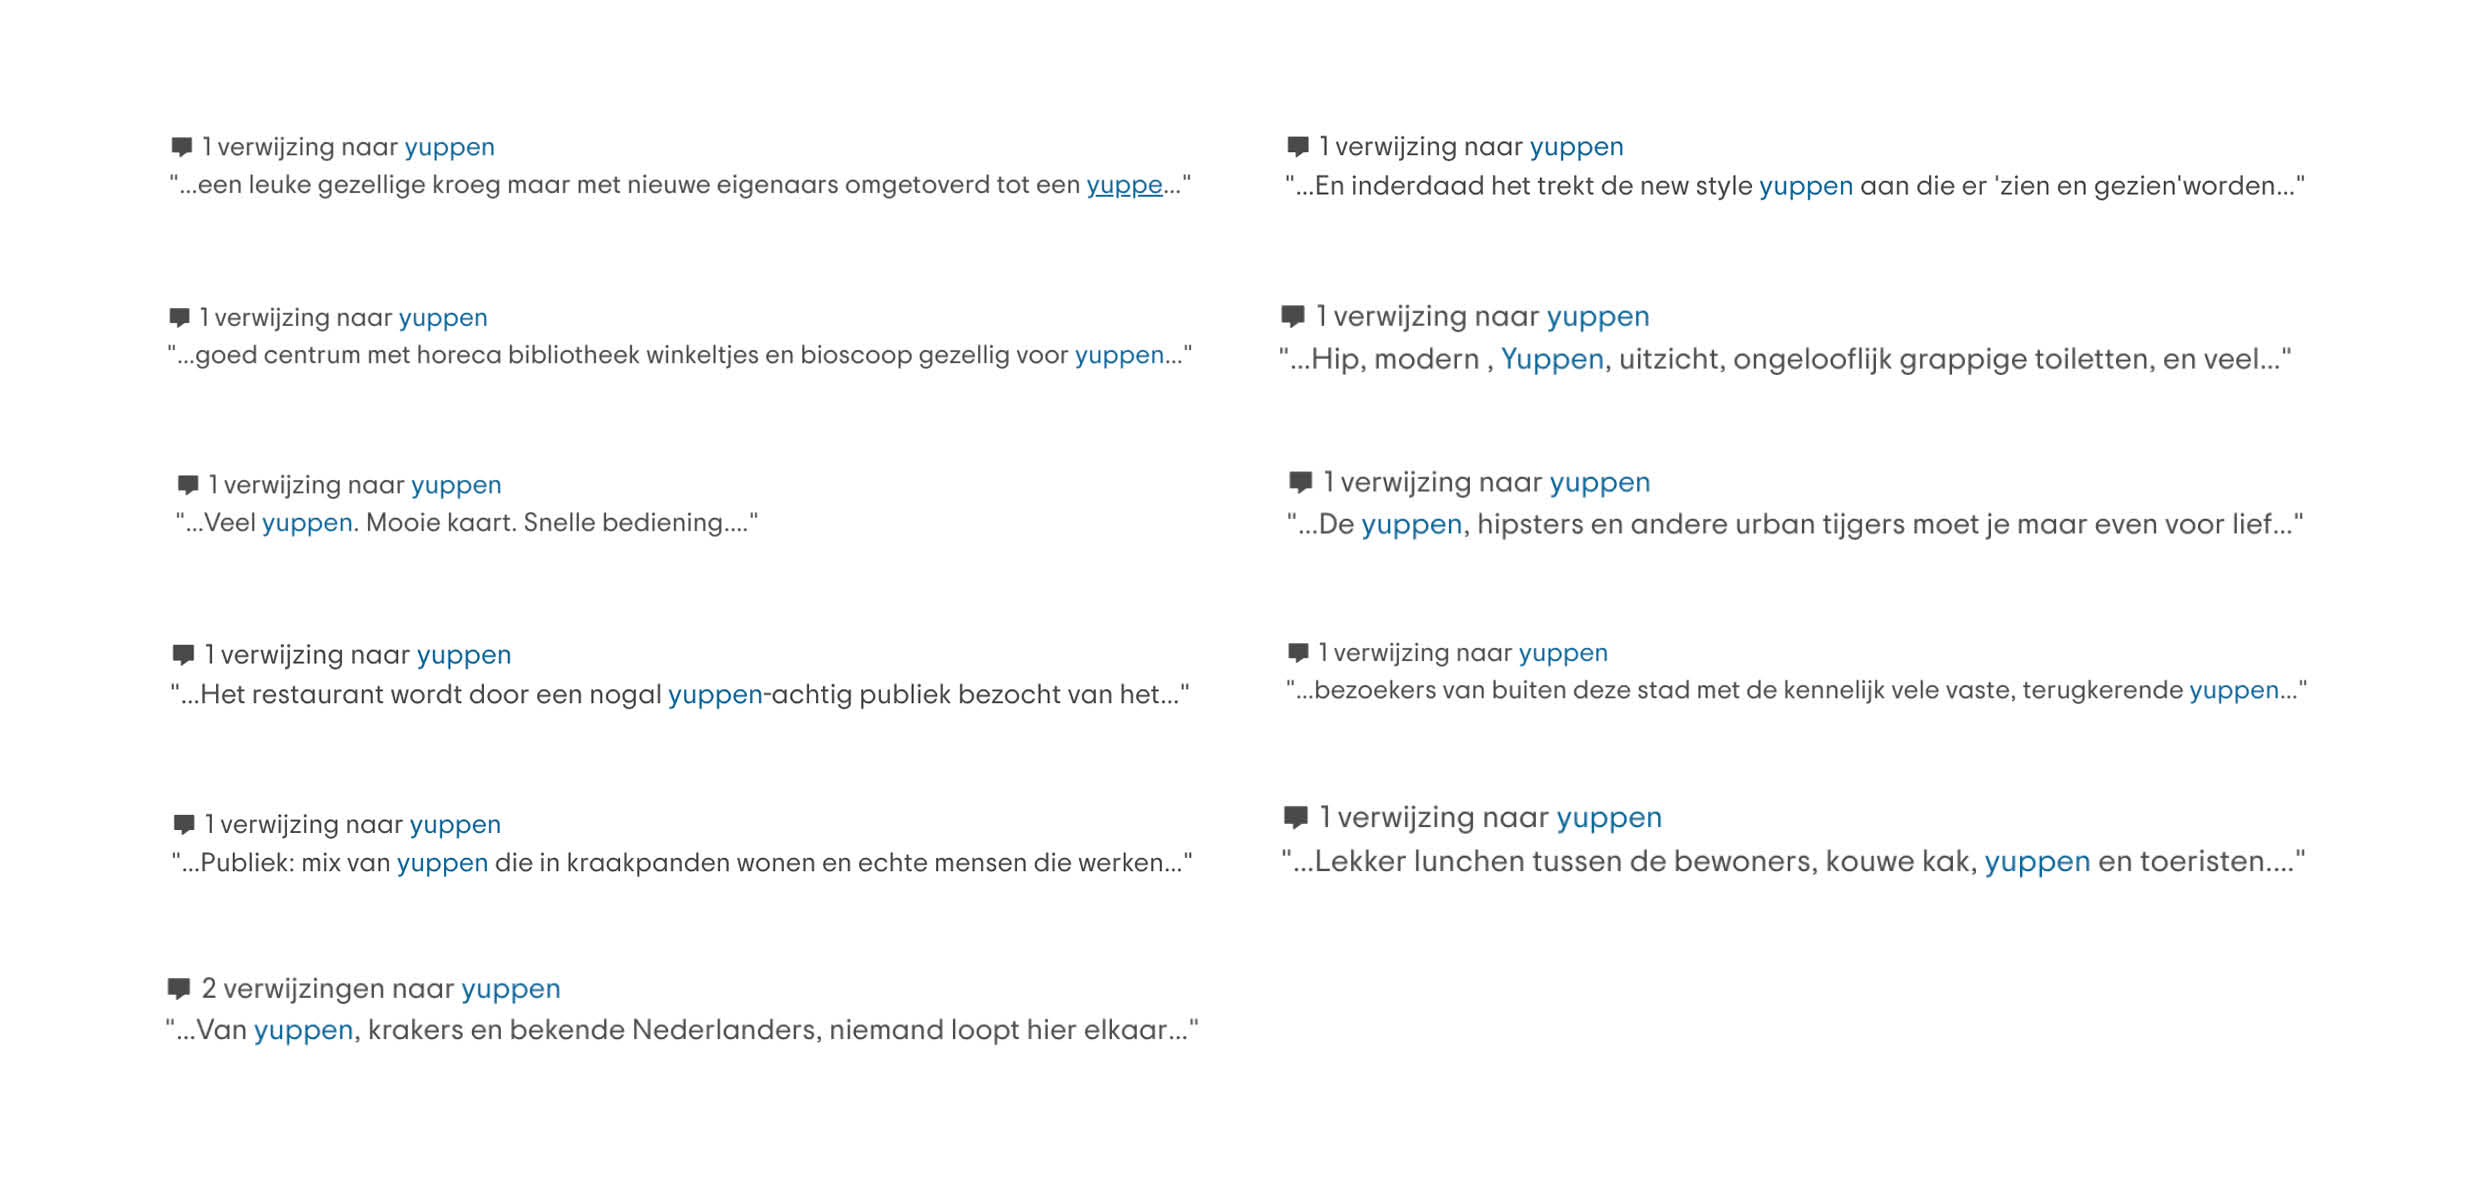 1 verwijzing naar yuppen
"...een leuke gezellige kroeg maar met nieuwe eigenaars omgetoverd tot een yuppe..."
1 verwijzing naar yuppen
"...goed centrum met horeca bibliotheek winkeltjes en bioscoop gezellig voor yuppen..."
1 verwijzing naar yuppen
"...Veel yuppen. Mooie kaart. Snelle bediening...."
1 verwijzing naar yuppen
"...Het restaurant wordt door een nogal yuppen-achtig publiek bezocht van het..."
1 verwijzing naar yuppen
"...Publiek: mix van yuppen die in kraakpanden wonen en echte mensen die werken..."
2 verwijzingen naar yuppen
"...Van yuppen, krakers en bekende Nederlanders, niemand loopt hier elkaar..."
1 verwijzing naar yuppen
"...En inderdaad het trekt de new style yuppen aan die er 'zien en gezien'worden..."
1 verwijzing naar yuppen
"...Hip, modern , Yuppen, uitzicht, ongelooflijk grappige toiletten, en veel..."
1 verwijzing naar yuppen
"...De yuppen, hipsters en andere urban tijgers moet je maar even voor lief..."
1 verwijzing naar yuppen
"...bezoekers van buiten deze stad met de kennelijk vele vaste, terugkerende yuppen..."
1 verwijzing naar yuppen
"...Lekker lunchen tussen de bewoners, kouwe kak, yuppen en toeristen...."